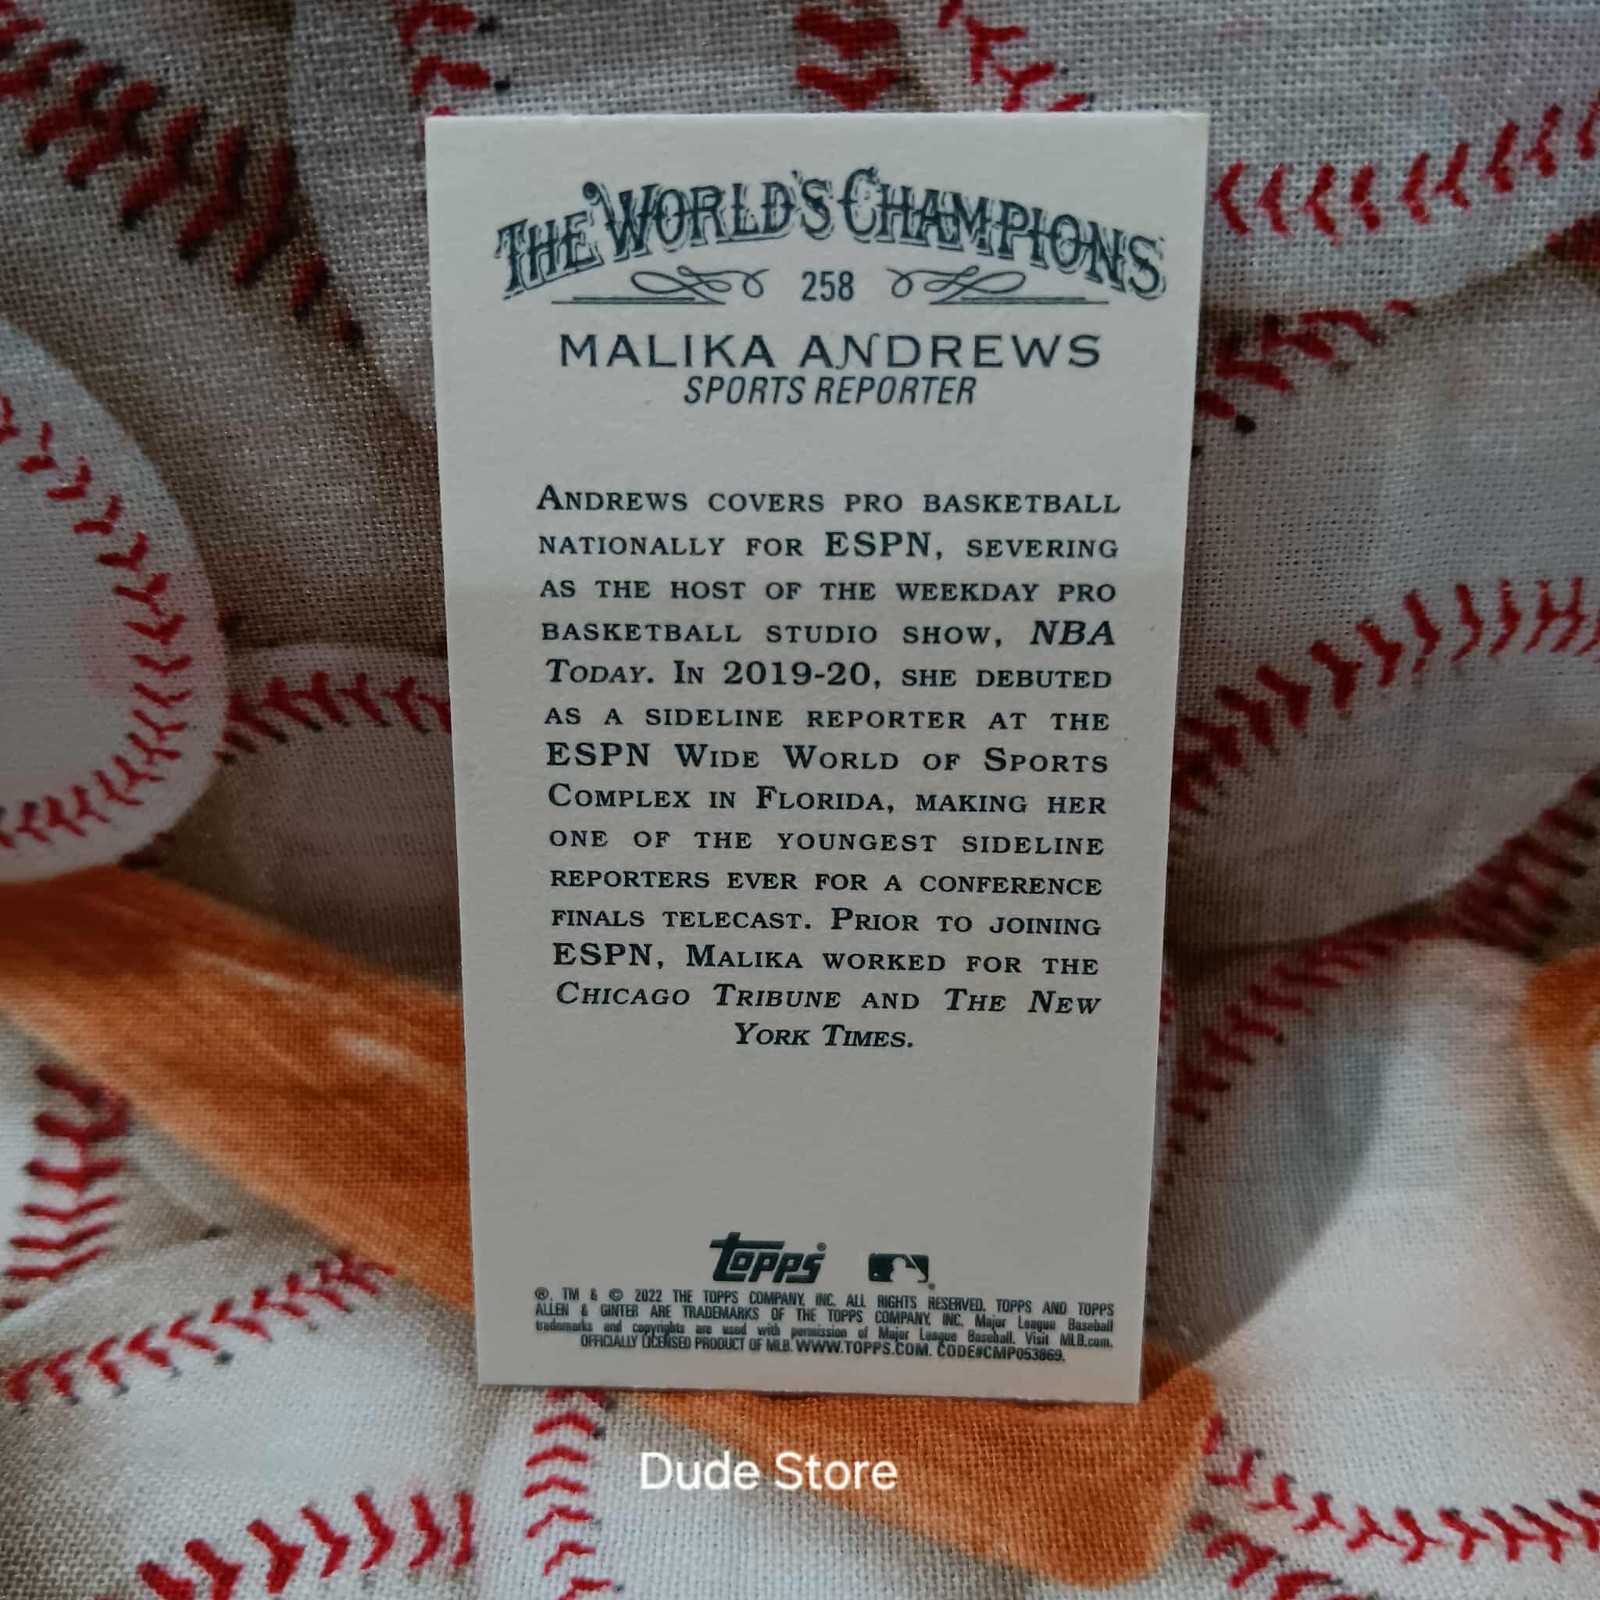 THE WORLD'S CHAMPIONS
258
MALIKA ANDREWS
SPORTS REPORTER
ANDREWS COVERS PRO BASKETBALL
NATIONALLY FOR ESPN, SEVERING
AS THE HOST OF THE WEEKDAY PRO
BASKETBALL STUDIO SHOW, NBA
TODAY. IN 2019-20, SHE DEBUTED
AS A SIDELINE REPORTER AT THE
ESPN WIDE WORLD OF SPORTS
COMPLEX IN FLORIDA, MAKING HER
ONE OF THE YOUNGEST SIDELINE
REPORTERS EVER FOR A CONFERENCE
FINALS TELECAST. PRIOR TO JOINING
ESPN, MALIKA WORKED FOR THE
CHICAGO TRIBUNE AND THE NEW
YORK TIMES.
Topps®
®, TM & © 2022 THE TOPPS COMPANY, INC. ALL RIGHTS RESERVED. TOPPS AND TOPPS
ALLEN & GINTER ARE TRADEMARKS OF THE TOPPS COMPANY, INC. Major League Baseball
trademarks and copyrights are used with permission of Major League Baseball. Visit MLB.com.
OFFICIALLY LICENSED PRODUCT OF MLB. WWW.TOPPS.COM. CODE#CMP053869.
Dude Store